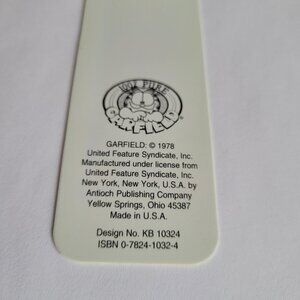 100% PURE
GARFIELD®
GARFIELD: © 1978
United Feature Syndicate, Inc.
Manufactured under license from
United Feature Syndicate, Inc.
New York, New York, U.S.A. by
Antioch Publishing Company
Yellow Springs, Ohio 45387
Made in U.S.A.
Design No. KB 10324
ISBN 0-7824-1032-4